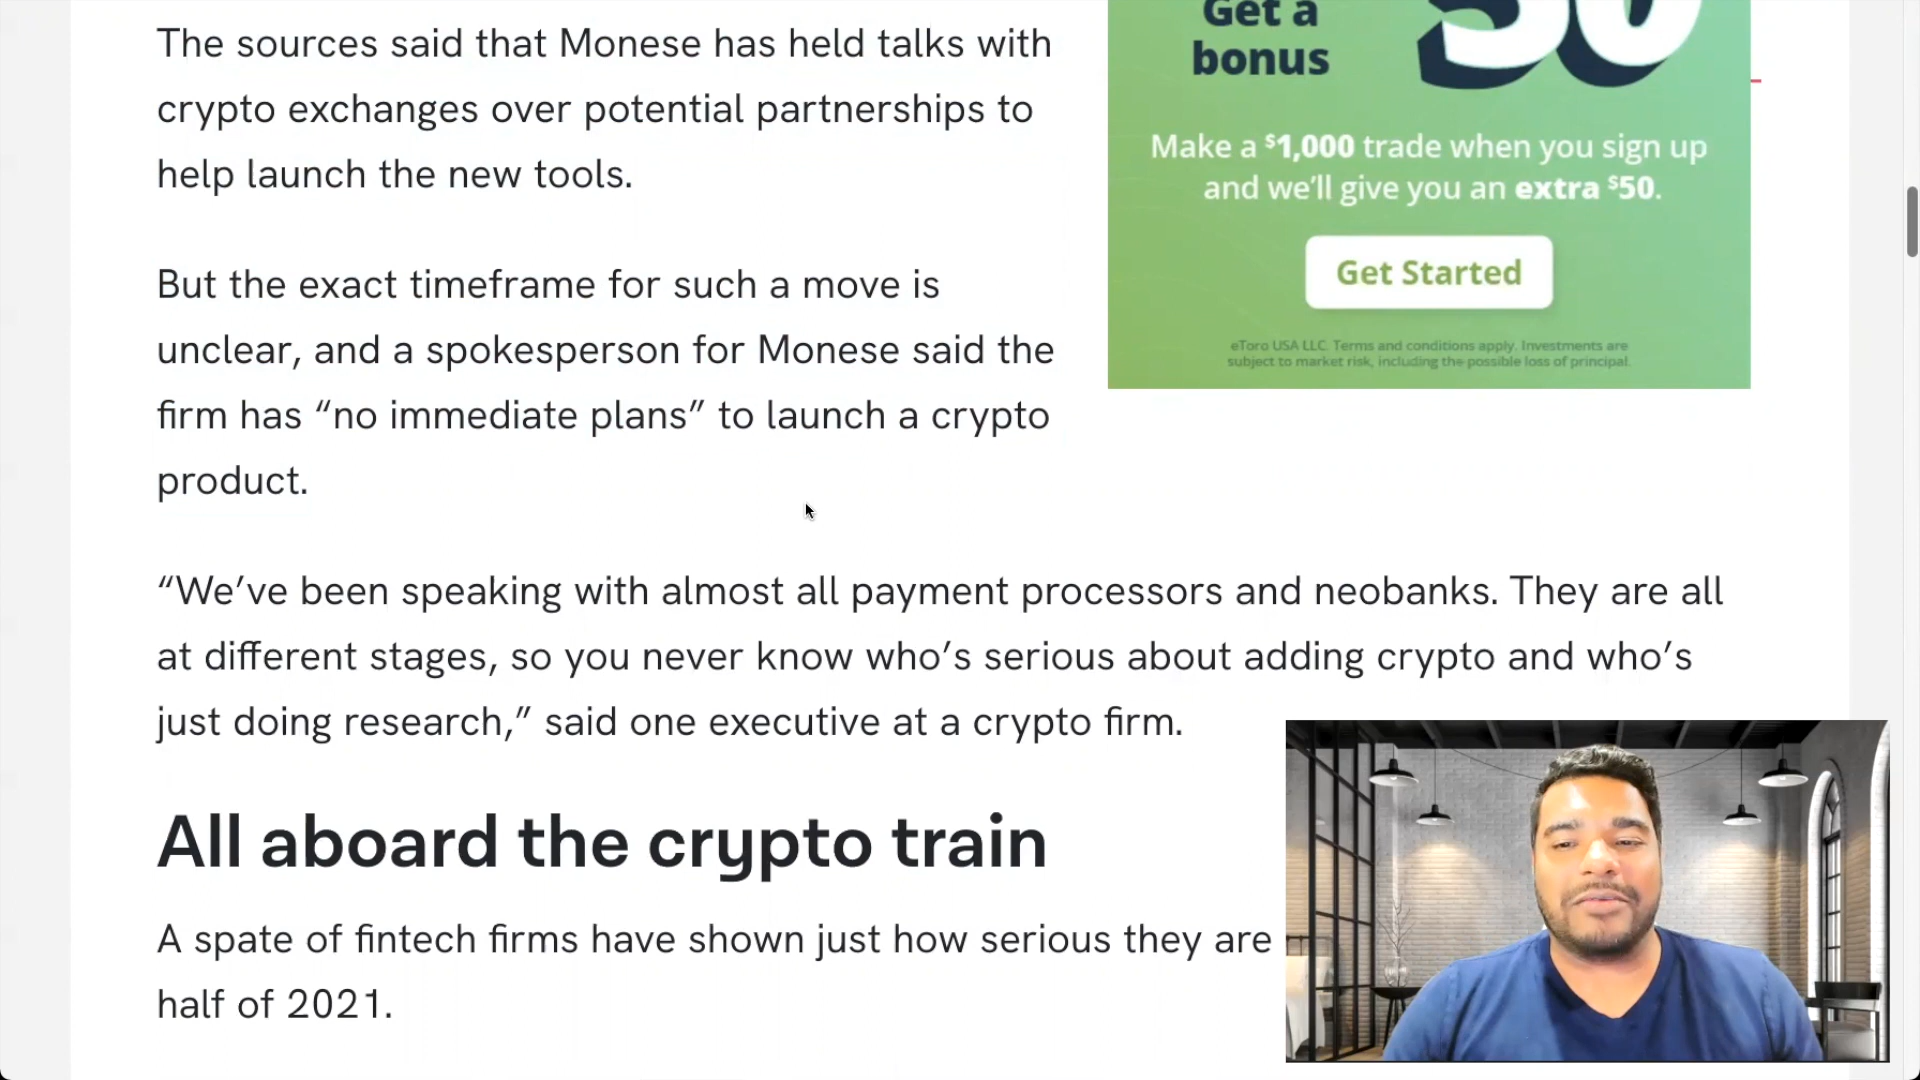 The sources said that Monese has held talks with
crypto exchanges over potential partnerships to
help launch the new tools.
But the exact timeframe for such a move is
unclear, and a spokesperson for Monese said the
firm has “no immediate plans” to launch a crypto
product.
“We’ve been speaking with almost all payment processors and neobanks. They are all
at different stages, so you never know who’s serious about adding crypto and who’s
just doing research,” said one executive at a crypto firm.
All aboard the crypto train
A spate of fintech firms have shown just how serious they are
half of 2021.
Get a
bonus
50
Make a $1,000 trade when you sign up
and we’ll give you an extra $50.
Get Started
eToro USA LLC. Terms and conditions apply. Investments are
subject to market risk, including the possible loss of principal.